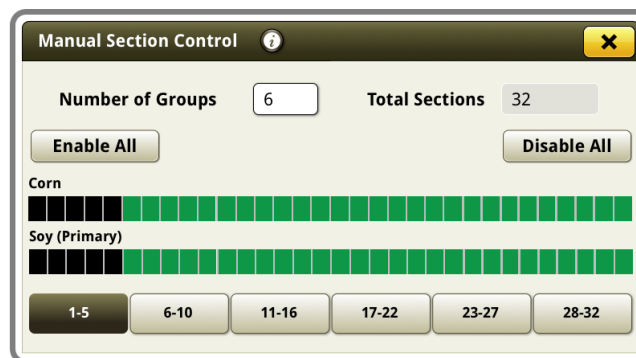 Manual Section Control i
Number of Groups 6 Total Sections 32
Enable All Disable All
Corn
Soy (Primary)
1-5 6-10 11-16 17-22 23-27 28-32